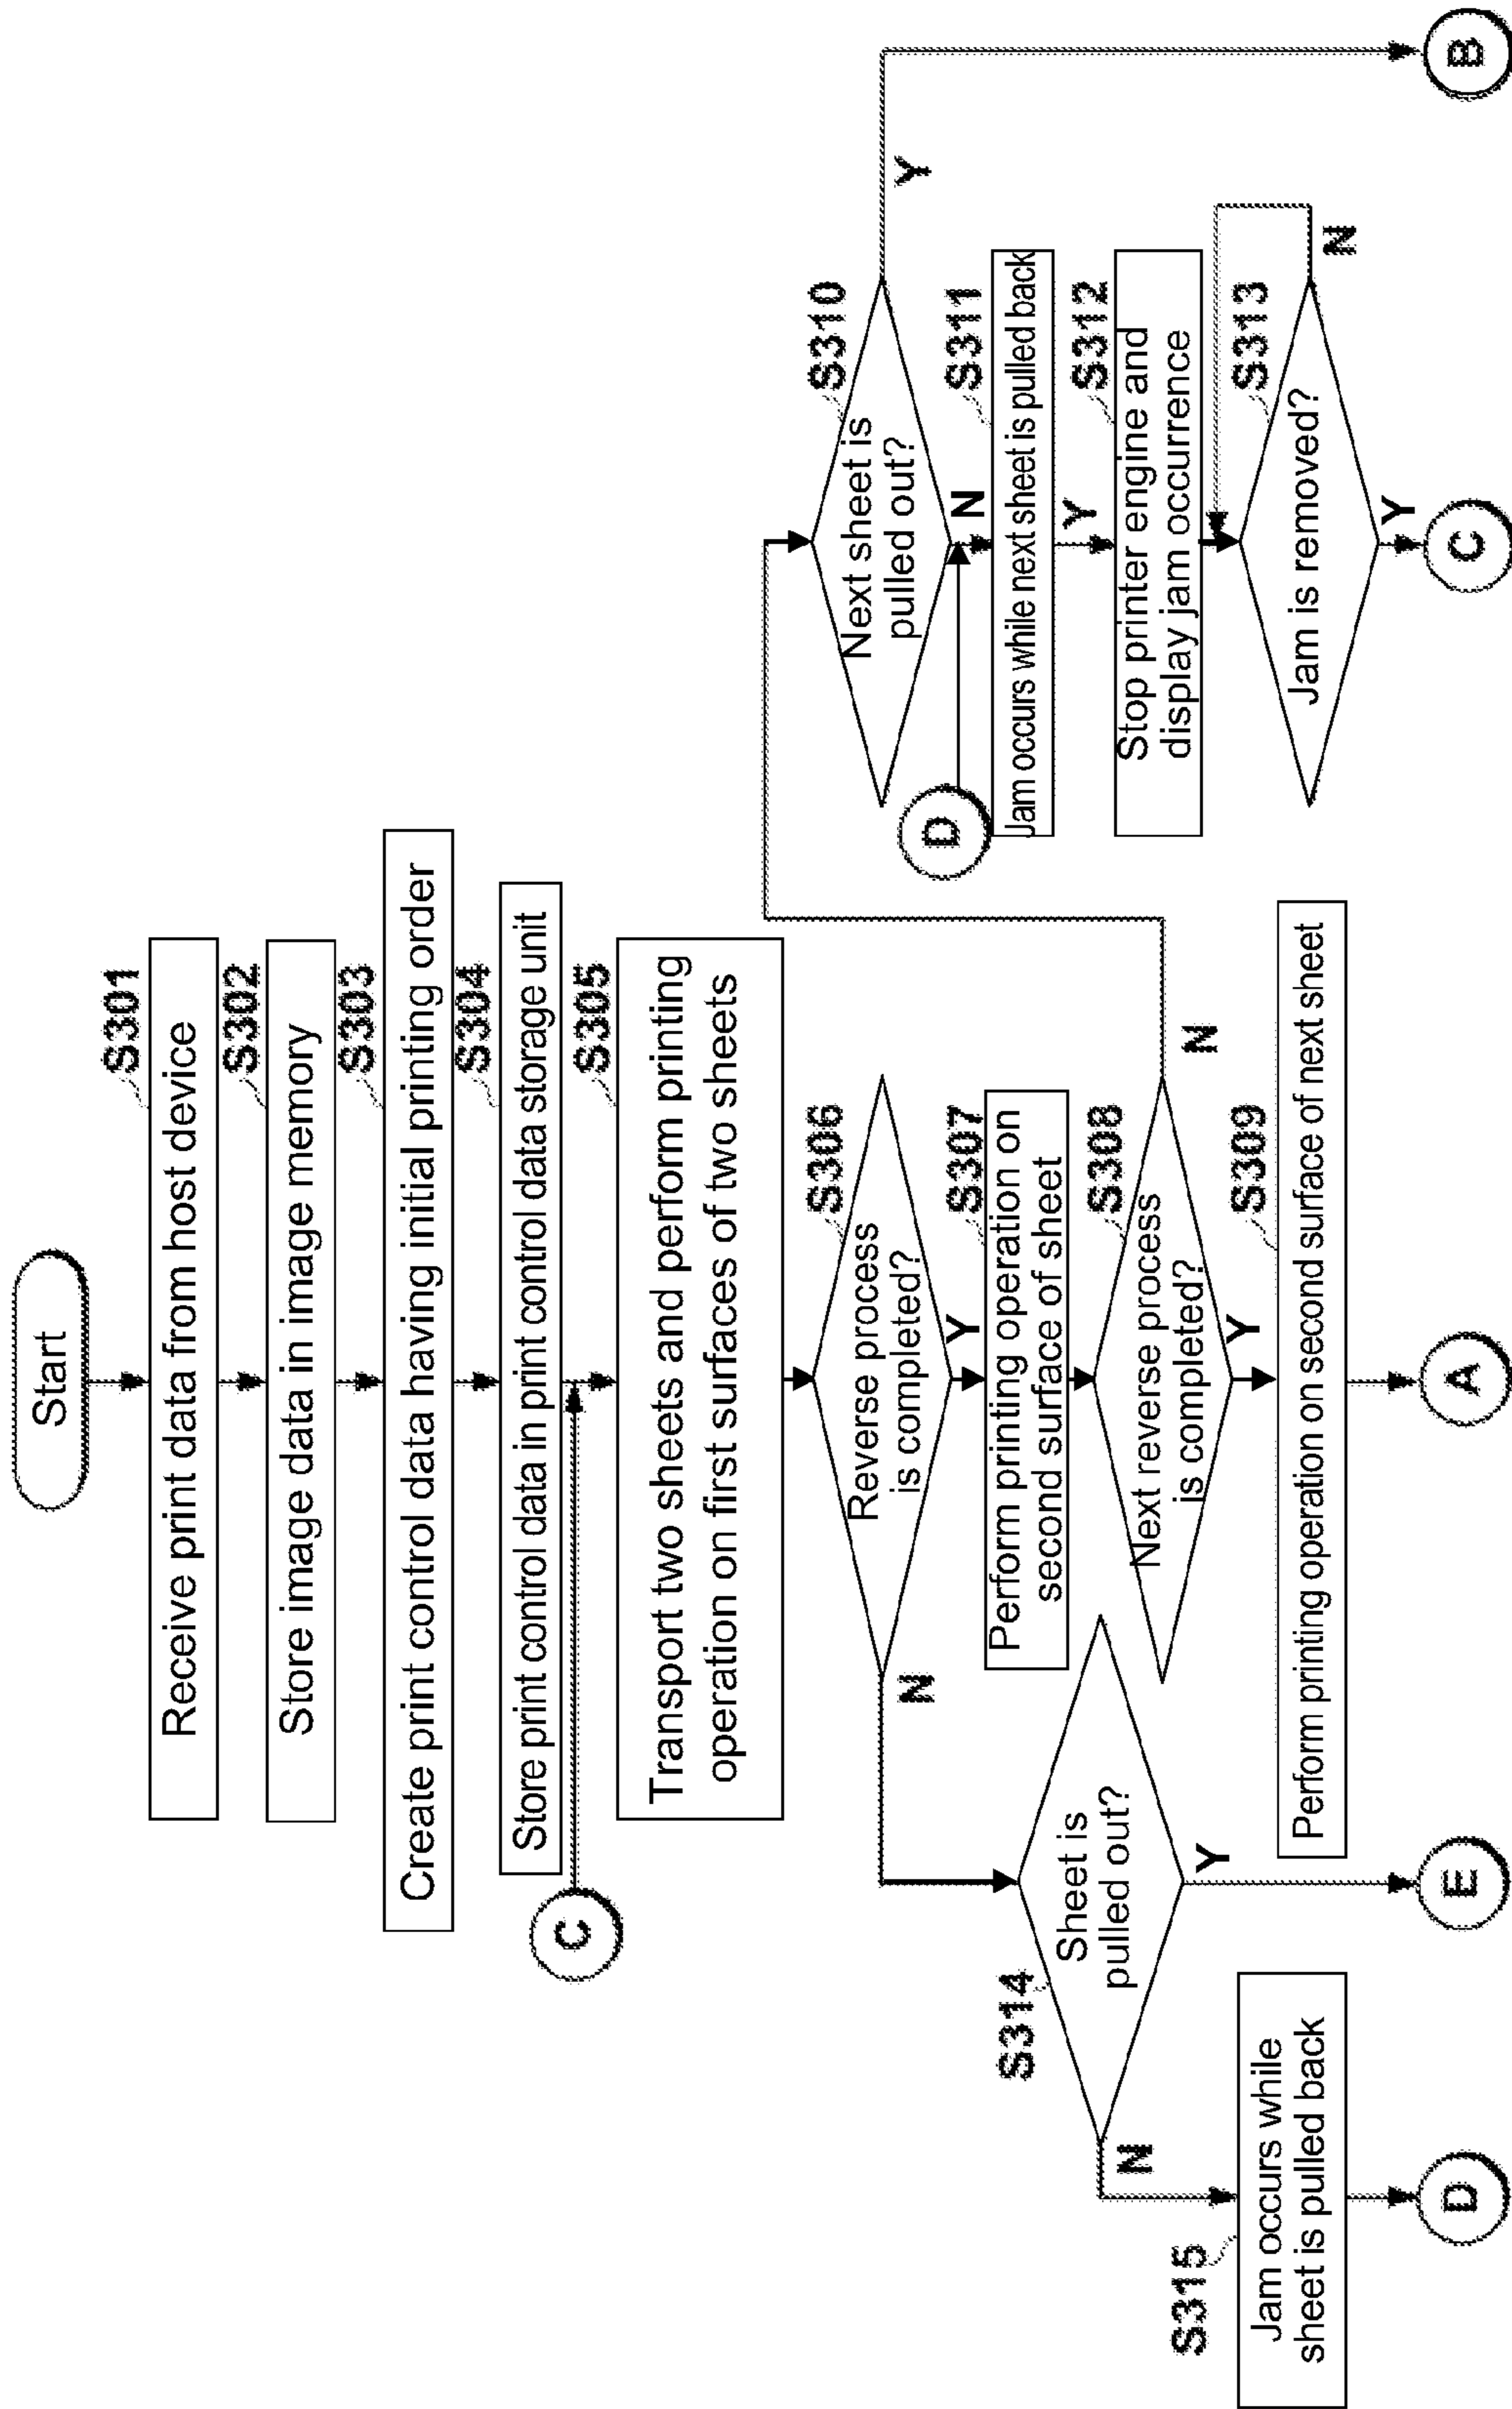 Start
S301
Receive print data from host device
S302
Store image data in image memory
S303
Create print control data having initial printing order
S304
Store print control data in print control data storage unit
C
S305
Transport two sheets and perform printing
operation on first surfaces of two sheets
S306
Reverse process
is completed?
N
Y
S307
Perform printing operation on
second surface of sheet
S308
Next reverse process
is completed?
N
Y
S309
Perform printing operation on second surface of next sheet
A
S310
Next sheet is
pulled out?
Y
N
B
D
S311
Jam occurs while next sheet is pulled back
Y
S312
Stop printer engine and
display jam occurrence
S313
Jam is removed?
N
Y
C
S314
Sheet is
pulled out?
N
Y
E
S315
Jam occurs while
sheet is pulled back
D